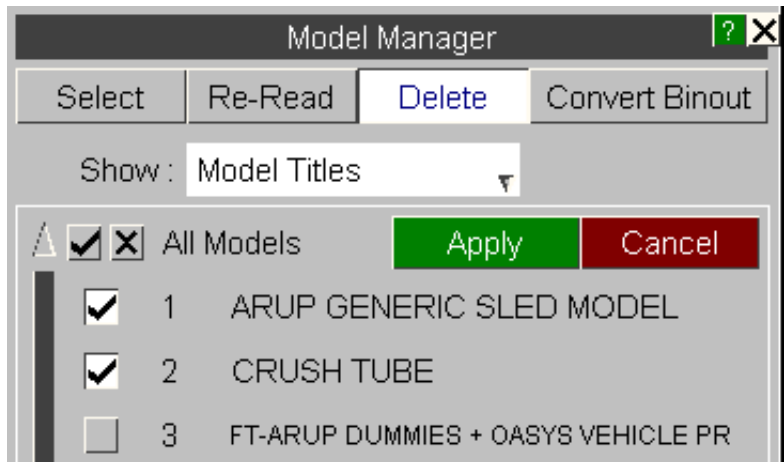 Model Manager ?
Select Re-Read Delete Convert Binout
Show : Model Titles
All Models Apply Cancel
1 ARUP GENERIC SLED MODEL
2 CRUSH TUBE
3 FT-ARUP DUMMIES + OASYS VEHICLE PR